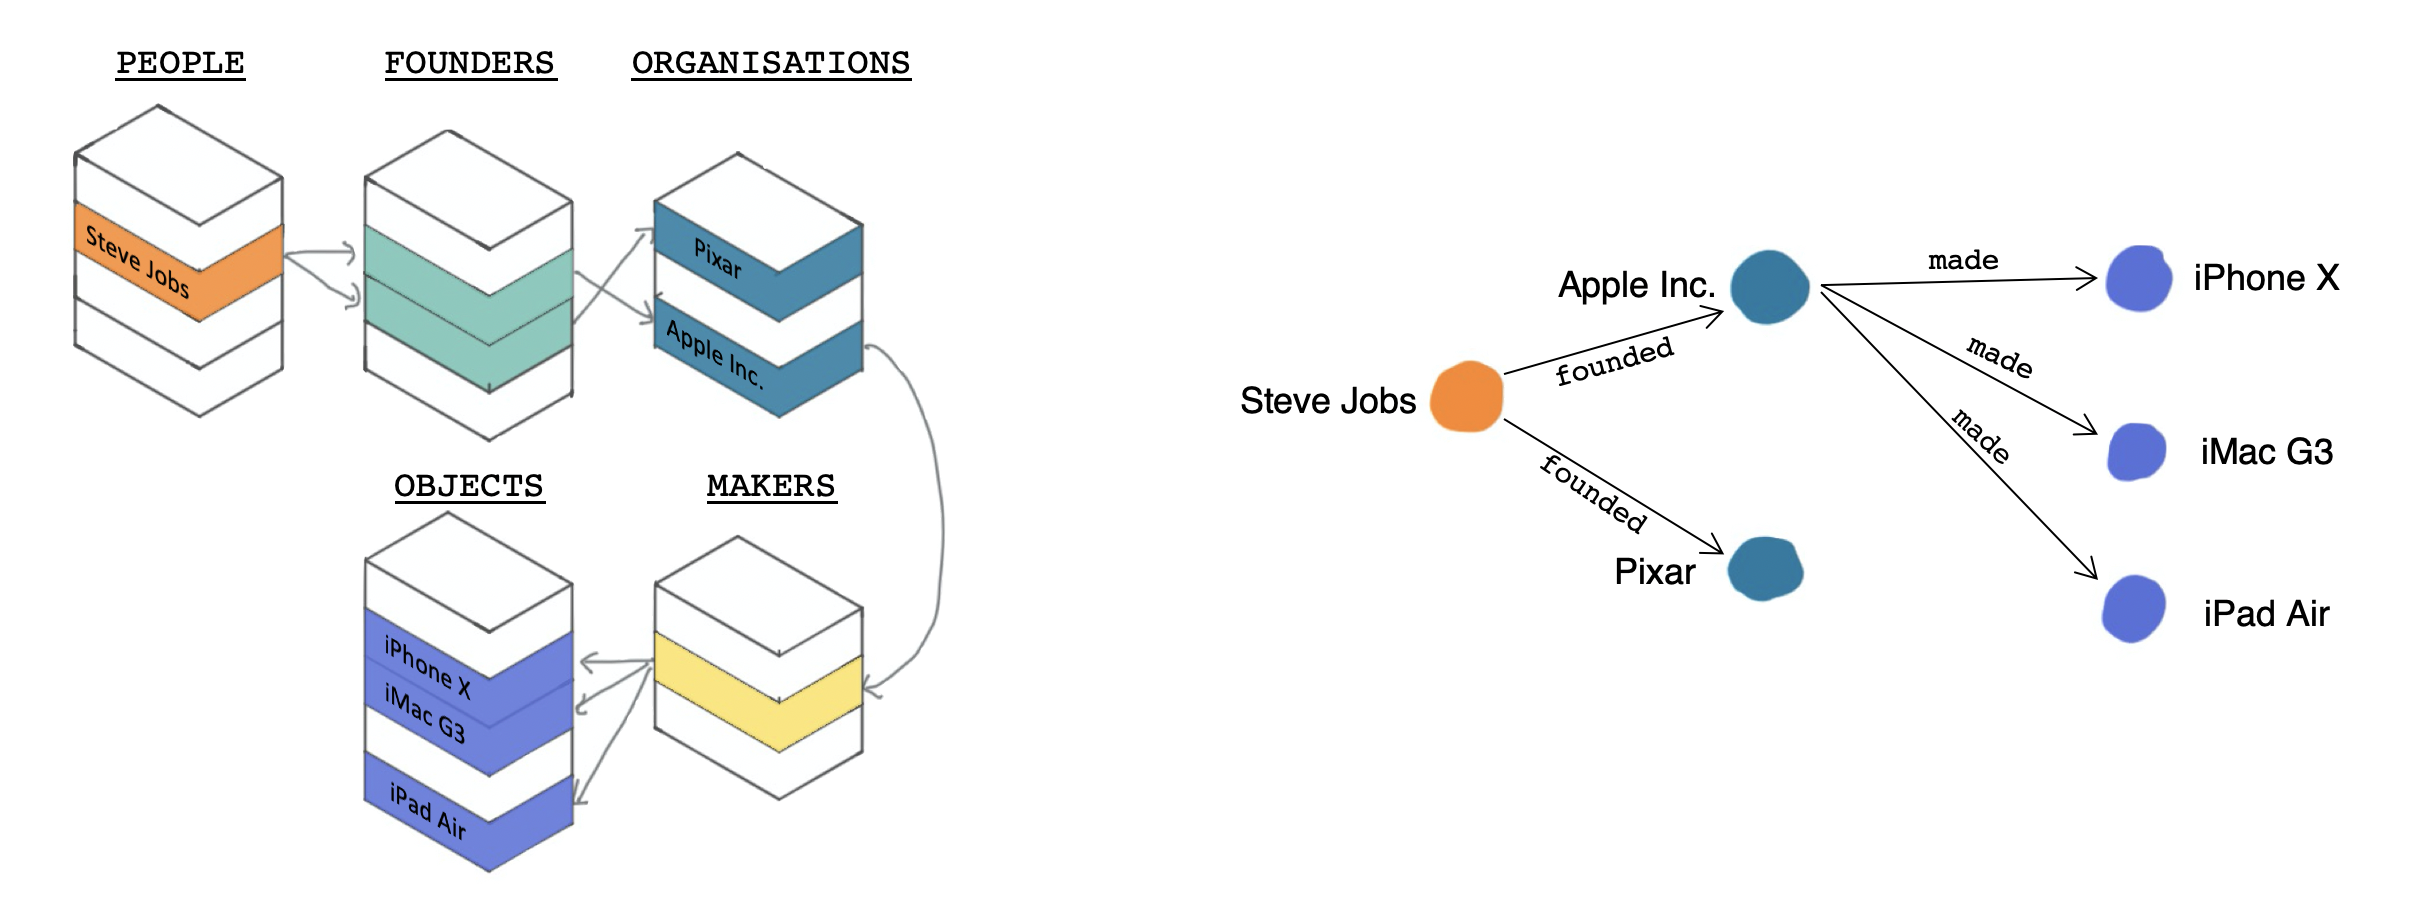 PEOPLE
FOUNDERS
ORGANISATIONS
Steve Jobs
Pixar
Apple Inc.
OBJECTS
MAKERS
iPhone X
iMac G3
iPad Air
Apple Inc.
made
iPhone X
founded
made
Steve Jobs
made
iMac G3
founded
Pixar
iPad Air